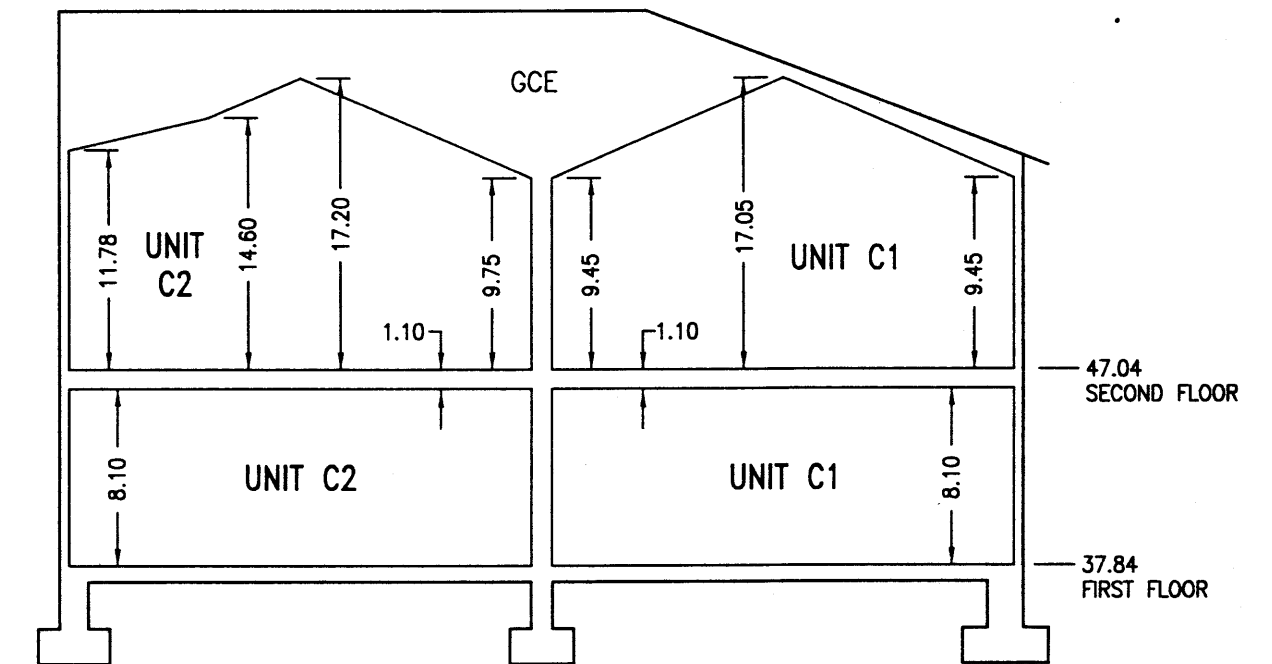 GCE
UNIT
C2
11.78
14.60
17.20
9.75
9.45
17.05
UNIT C1
9.45
1.10
1.10
47.04
SECOND FLOOR
8.10
UNIT C2
UNIT C1
8.10
37.84
FIRST FLOOR